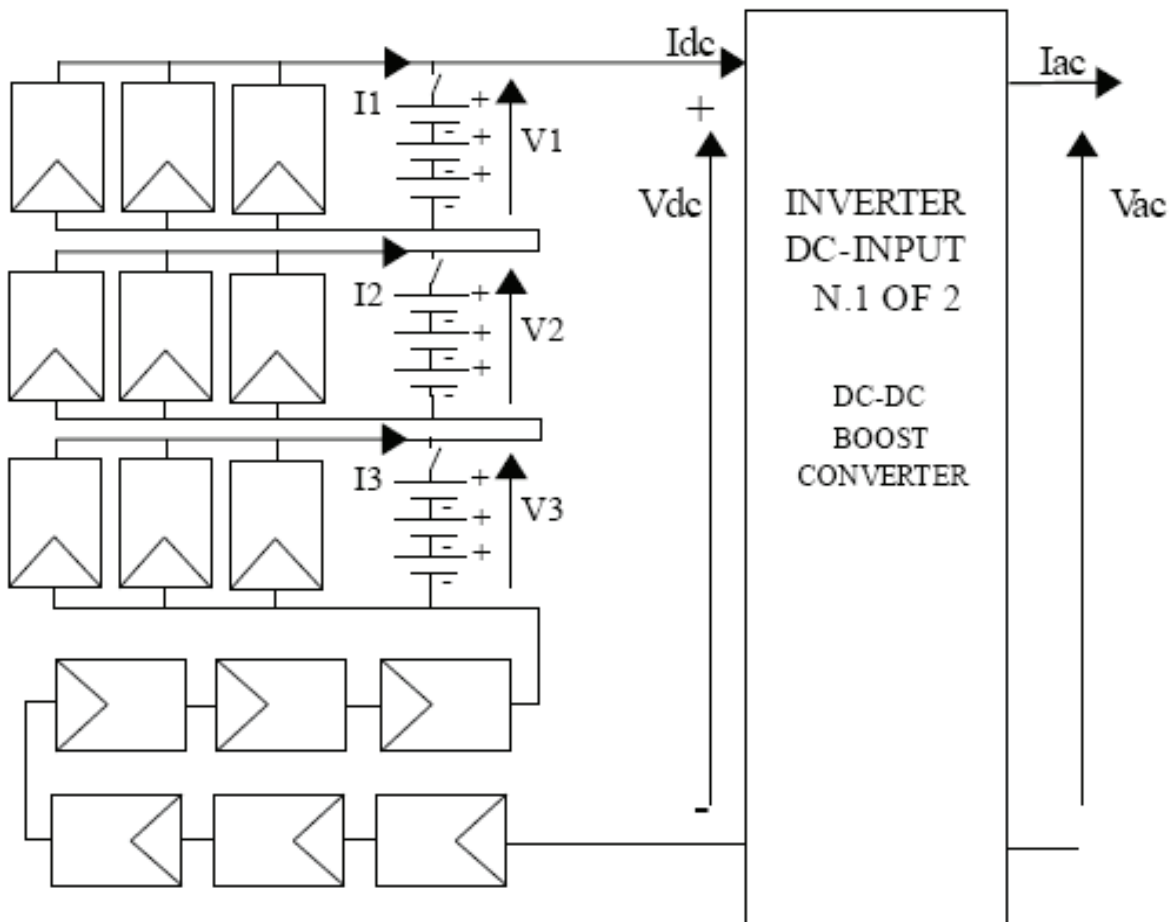 Idc
Iac
I1
+
-
+
-
+
-
V1
+
Vdc
INVERTER
DC-INPUT
N.1 OF 2
Vac
I2
+
-
+
-
+
-
V2
DC-DC
BOOST
CONVERTER
I3
+
-
+
-
+
-
V3
-